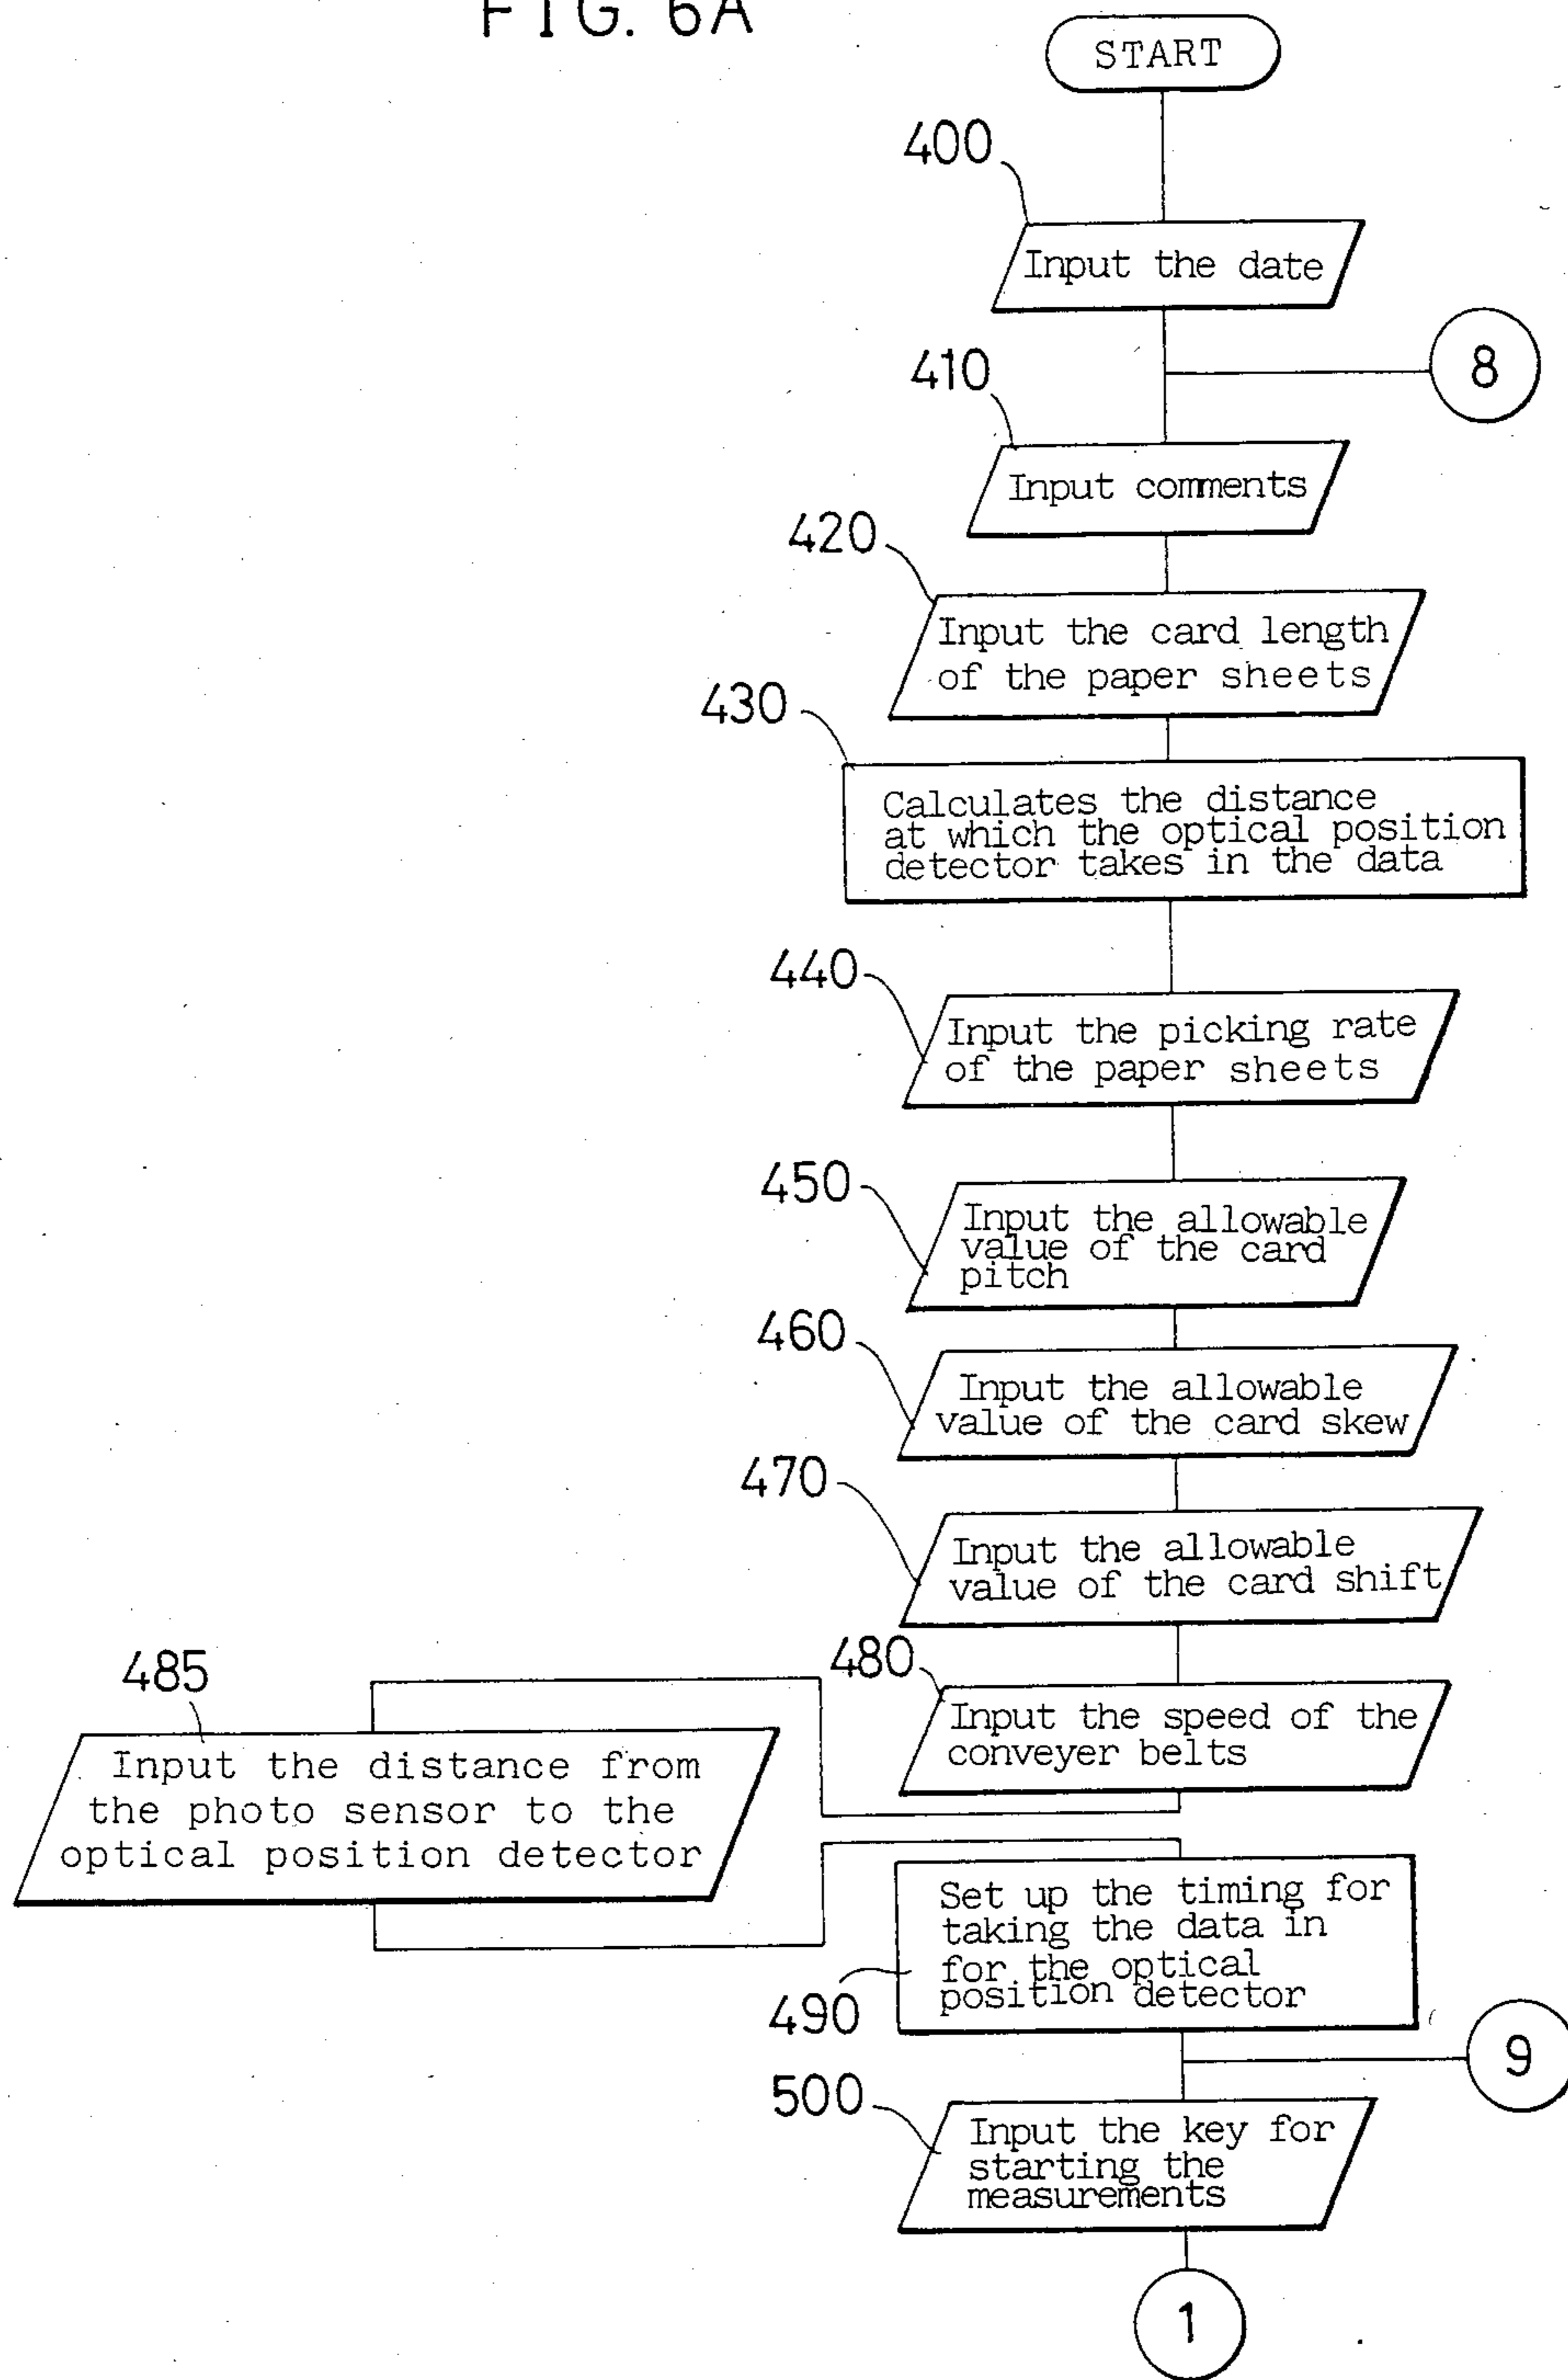 FIG. 6A
START
400
Input the date
8
410
Input comments
420
Input the card length
of the paper sheets
430
Calculates the distance
at which the optical position
detector takes in the data
440
Input the picking rate
of the paper sheets
450
Input the allowable
value of the card
pitch
460
Input the allowable
value of the card skew
470
Input the allowable
value of the card shift
480
Input the speed of the
conveyer belts
485
Input the distance from
the photo sensor to the
optical position detector
Set up the timing for
taking the data in
for the optical
position detector
490
9
500
Input the key for
starting the
measurements
1